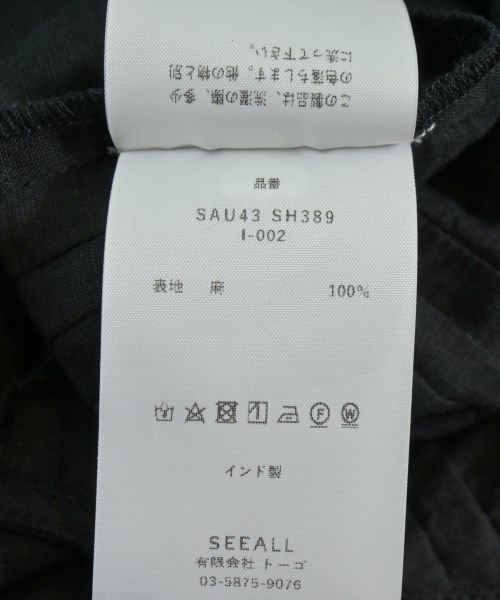 この製品は、洗濯の際、多少
の色落ちします。他の物と別
に洗って下さい。
品番
SAU43 SH389
I-002
表地 麻 100%
F W
インド製
SEEALL
有限会社 トーゴ
03-5875-9076